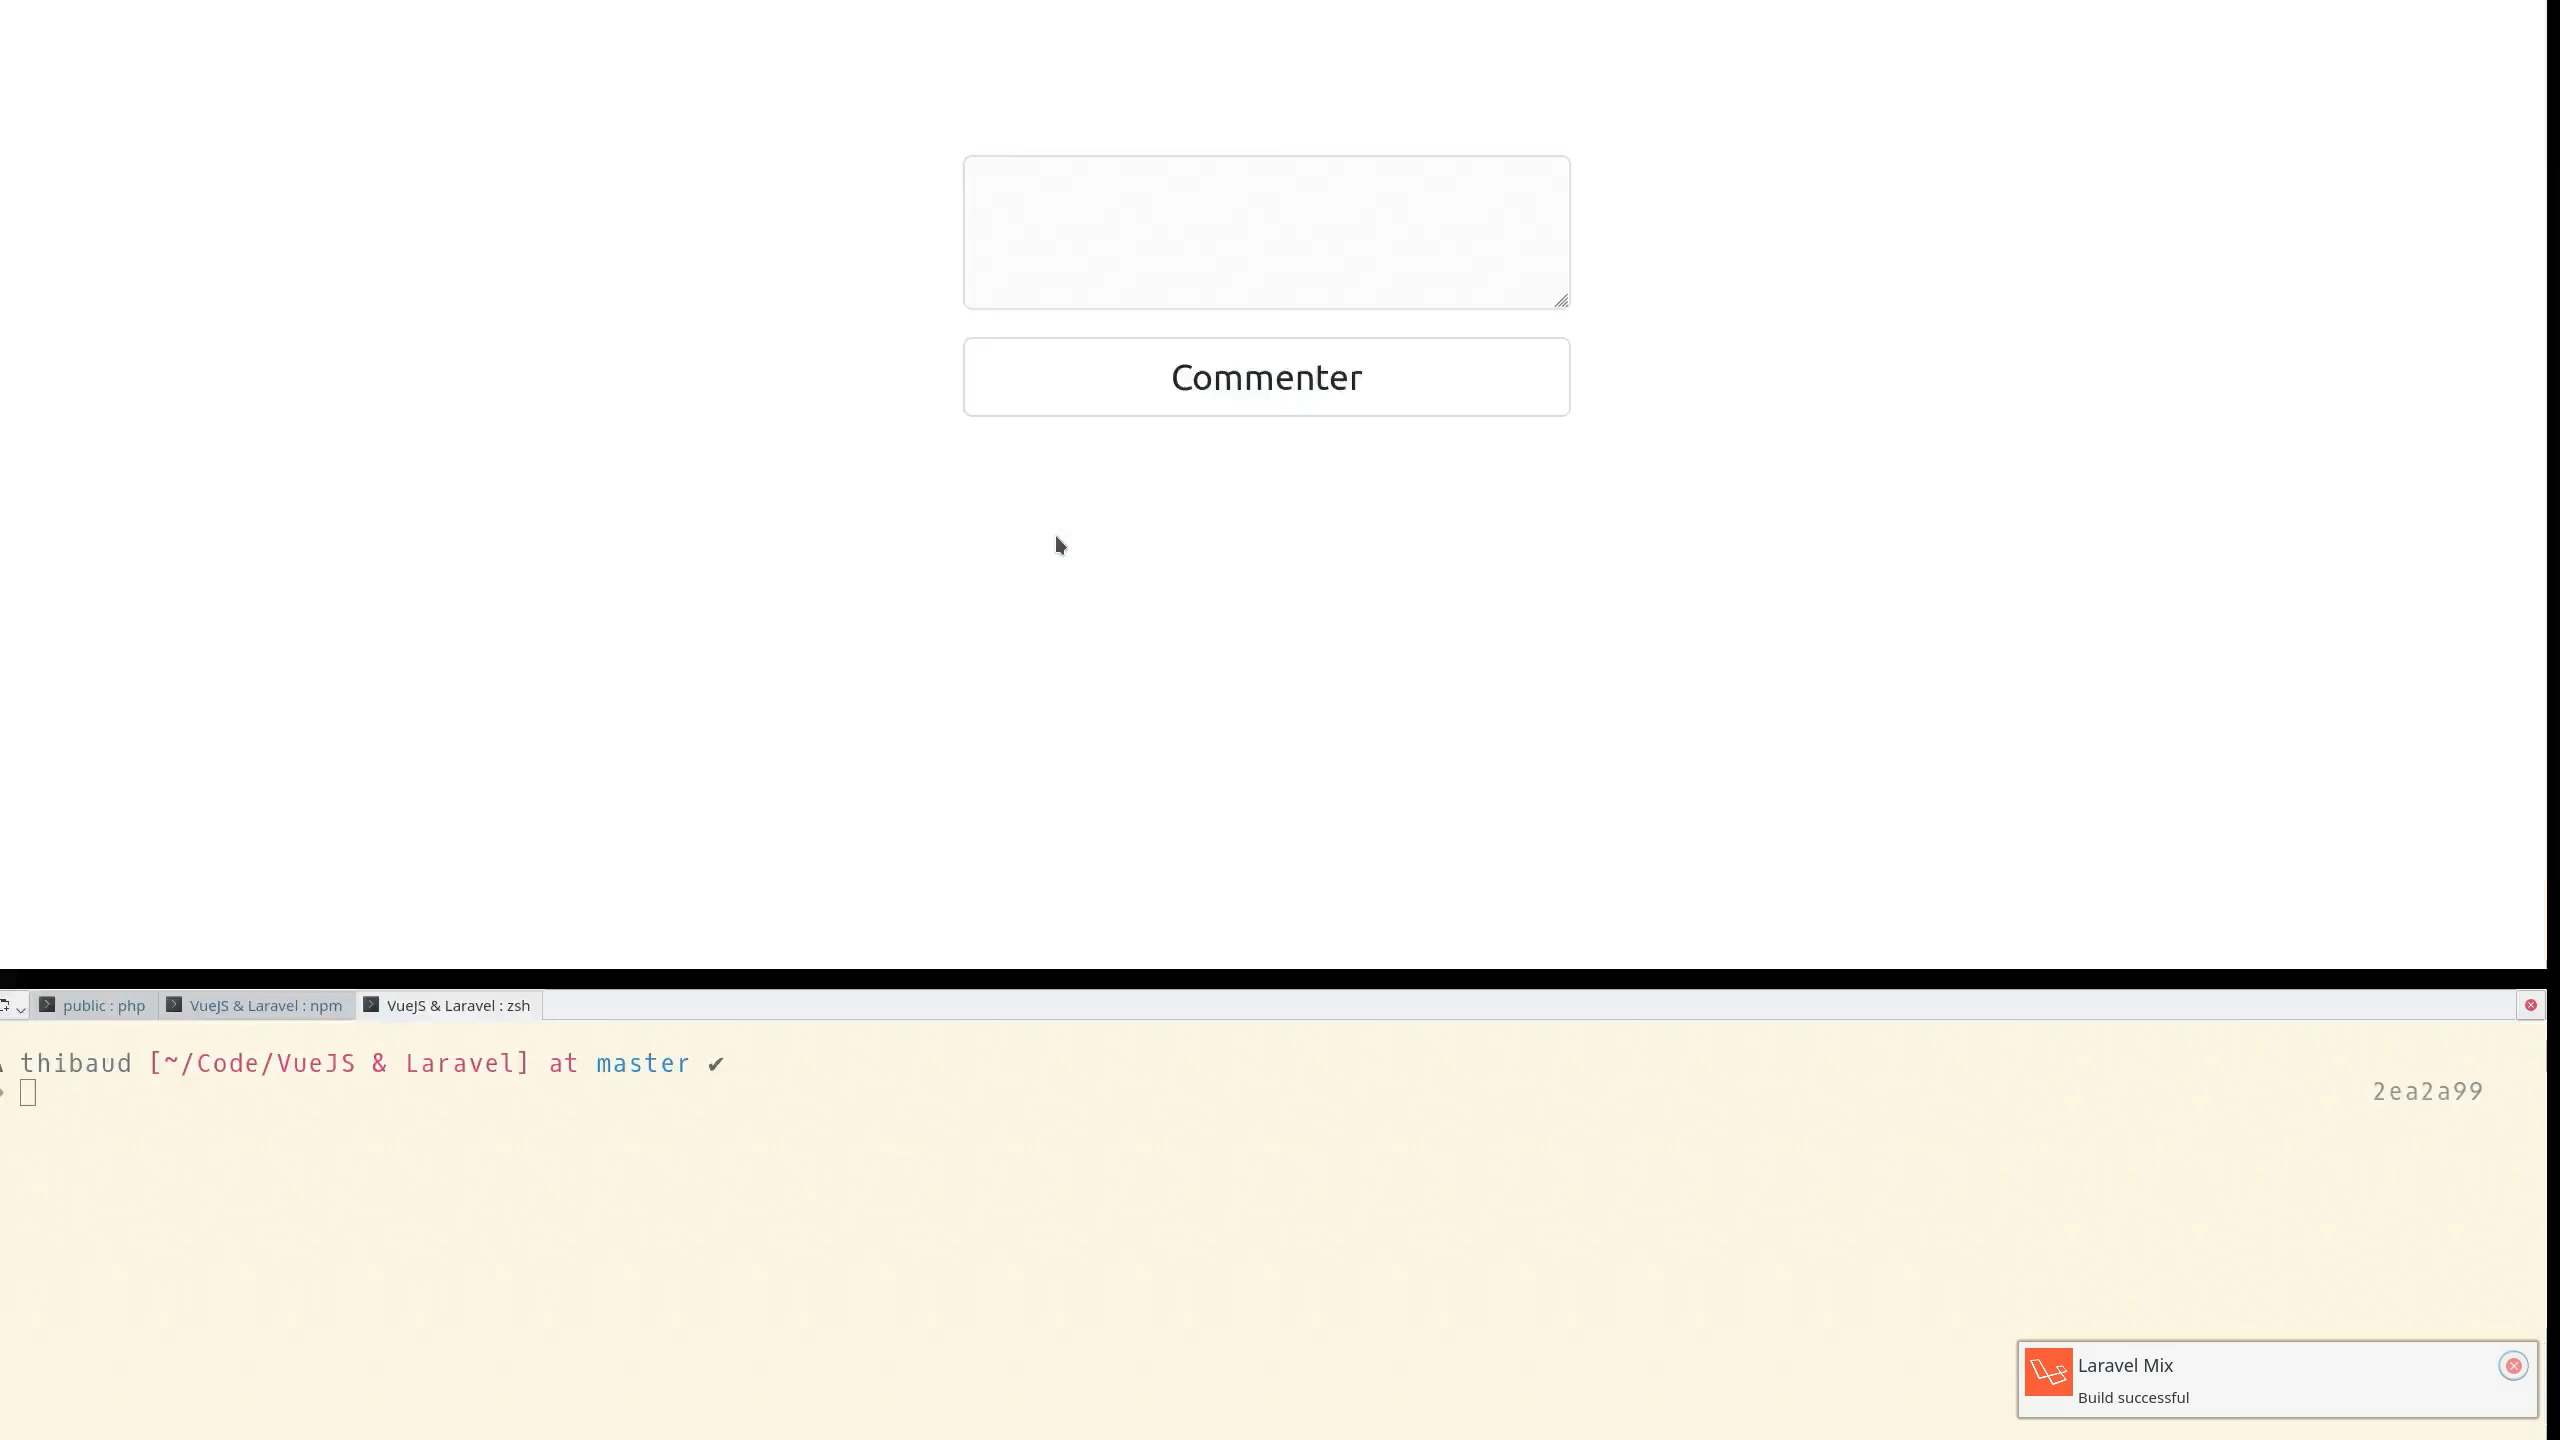 Commenter
public : php
VueJS & Laravel : npm
VueJS & Laravel : zsh
thibaud [~/Code/VueJS & Laravel] at master ✔
2ea2a99
Laravel Mix
Build successful